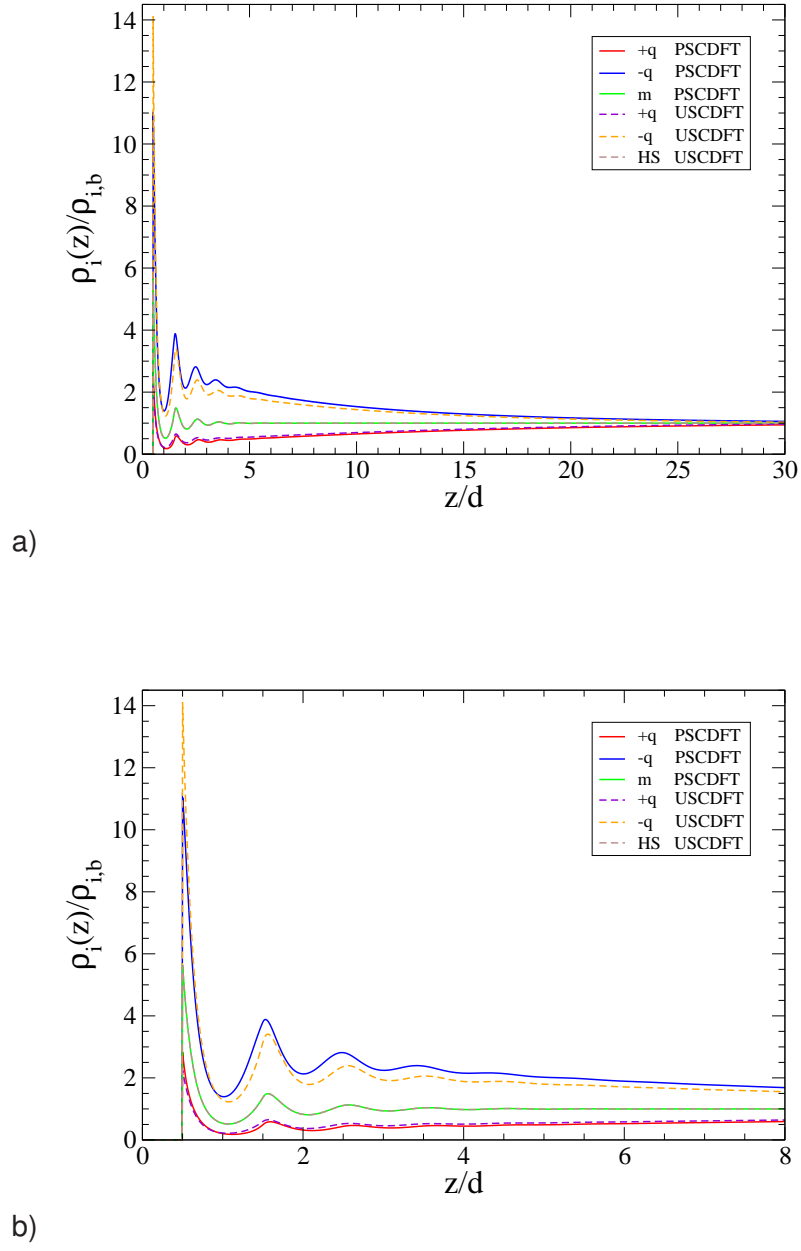 14
12
10
8
6
4
2
0
ρi(z)/ρi,b
+q PSCDFT
-q PSCDFT
m PSCDFT
+q USCDFT
-q USCDFT
HS USCDFT
0 5 10 15 20 25 30
z/d
a)
14
12
10
8
6
4
2
0
ρi(z)/ρi,b
+q PSCDFT
-q PSCDFT
m PSCDFT
+q USCDFT
-q USCDFT
HS USCDFT
0 2 4 6 8
z/d
b)